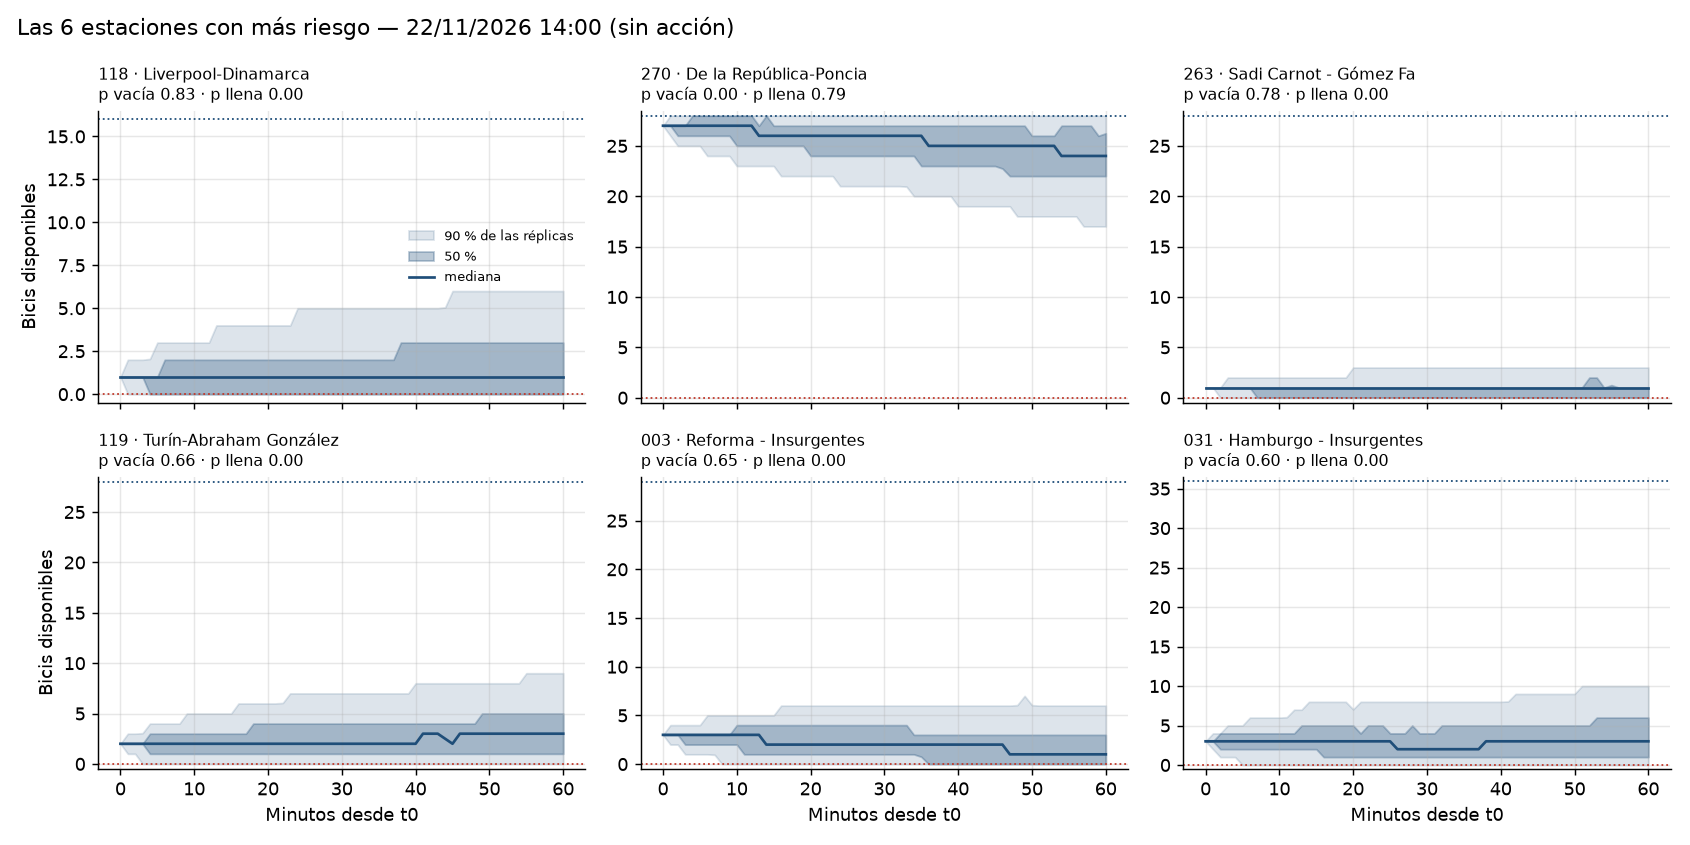 Las 6 estaciones con más riesgo — 22/11/2026 14:00 (sin acción)
118 · Liverpool-Dinamarca
p vacía 0.83 · p llena 0.00
Bicis disponibles
15.0
12.5
10.0
7.5
5.0
2.5
0.0
90 % de las réplicas
50 %
mediana
270 · De la República-Poncia
p vacía 0.00 · p llena 0.79
25
20
15
10
5
0
263 · Sadi Carnot - Gómez Fa
p vacía 0.78 · p llena 0.00
25
20
15
10
5
0
119 · Turín-Abraham González
p vacía 0.66 · p llena 0.00
Bicis disponibles
25
20
15
10
5
0
0 10 20 30 40 50 60
Minutos desde t0
003 · Reforma - Insurgentes
p vacía 0.65 · p llena 0.00
25
20
15
10
5
0
0 10 20 30 40 50 60
Minutos desde t0
031 · Hamburgo - Insurgentes
p vacía 0.60 · p llena 0.00
35
30
25
20
15
10
5
0
0 10 20 30 40 50 60
Minutos desde t0